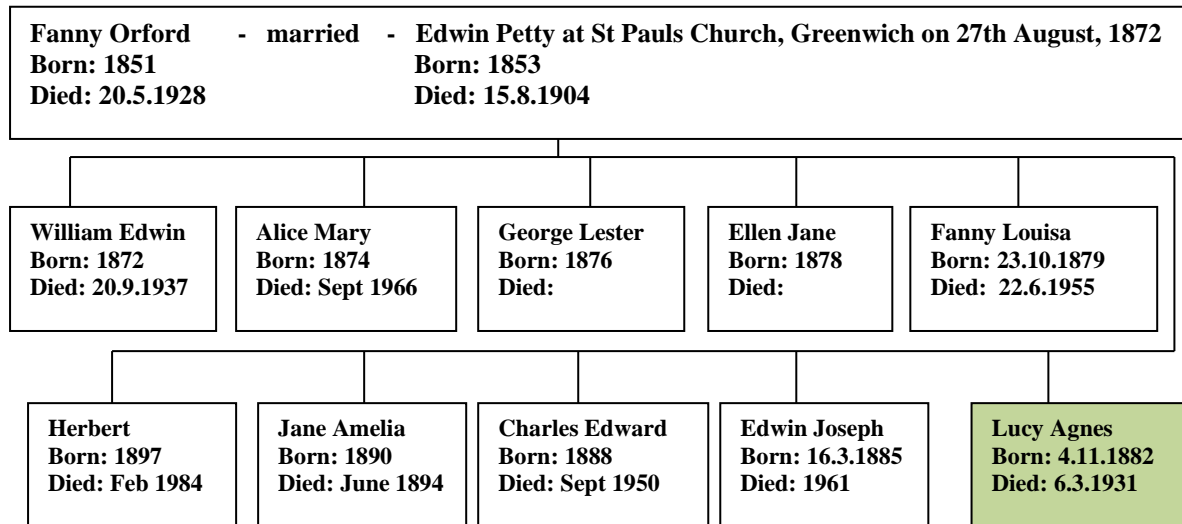 Fanny Orford - married - Edwin Petty at St Pauls Church, Greenwich on 27th August, 1872
Born: 1851 Born: 1853
Died: 20.5.1928 Died: 15.8.1904
William Edwin
Born: 1872
Died: 20.9.1937
Alice Mary
Born: 1874
Died: Sept 1966
George Lester
Born: 1876
Died:
Ellen Jane
Born: 1878
Died:
Fanny Louisa
Born: 23.10.1879
Died: 22.6.1955
Herbert
Born: 1897
Died: Feb 1984
Jane Amelia
Born: 1890
Died: June 1894
Charles Edward
Born: 1888
Died: Sept 1950
Edwin Joseph
Born: 16.3.1885
Died: 1961
Lucy Agnes
Born: 4.11.1882
Died: 6.3.1931